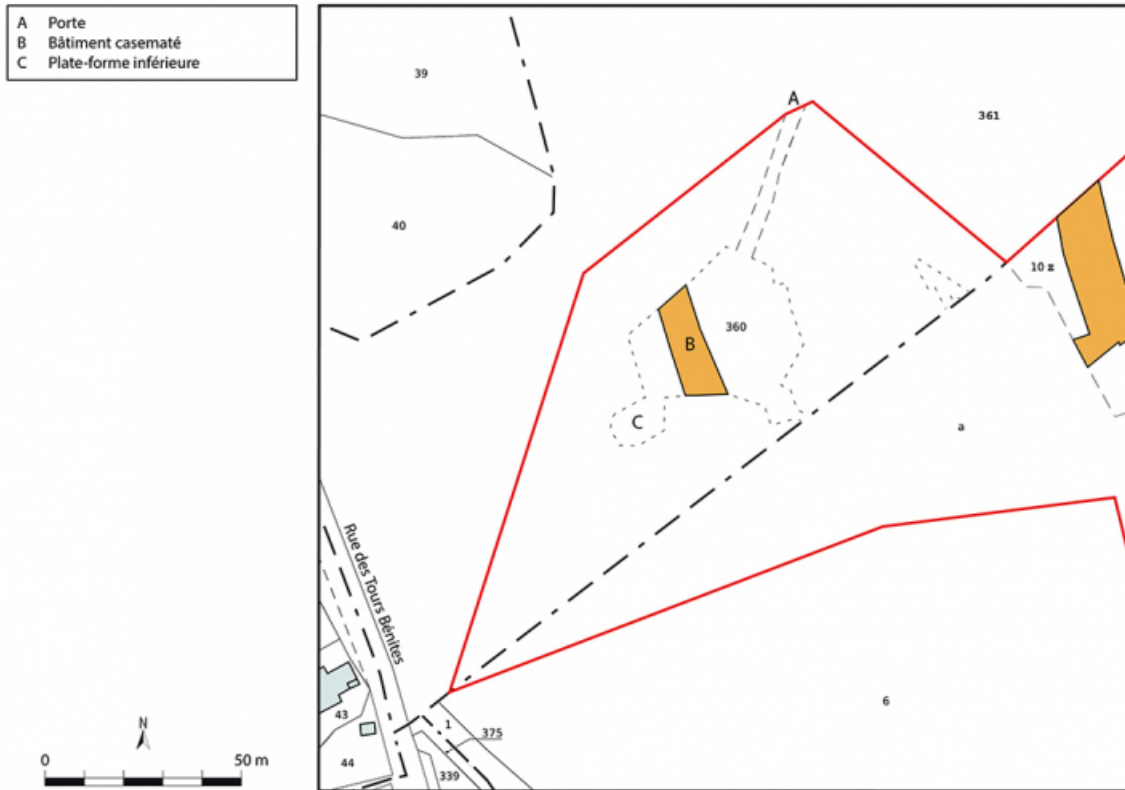 A Porte
B Bâtiment casematé
C Plate-forme inférieure
39
A
361
40
10 z
360
B
C
a
Rue des Tours Bénites
6
43
1
375
44
339
N
0 50 m